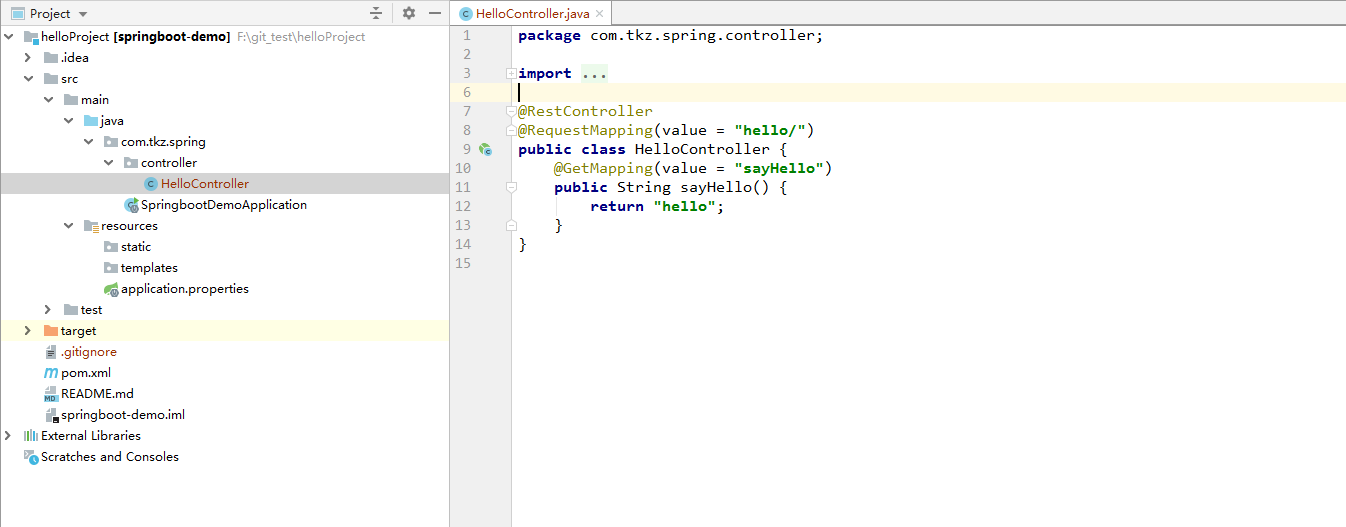 Project
helloProject [springboot-demo] F:\git_test\helloProject
.idea
src
main
java
com.tkz.spring
controller
HelloController
SpringbootDemoApplication
resources
static
templates
application.properties
test
target
.gitignore
pom.xml
README.md
springboot-demo.iml
External Libraries
Scratches and Consoles
HelloController.java
1 package com.tkz.spring.controller;
2
3 import ...
6
7 @RestController
8 @RequestMapping(value = "hello/")
9 public class HelloController {
10 @GetMapping(value = "sayHello")
11 public String sayHello() {
12 return "hello";
13 }
14 }
15